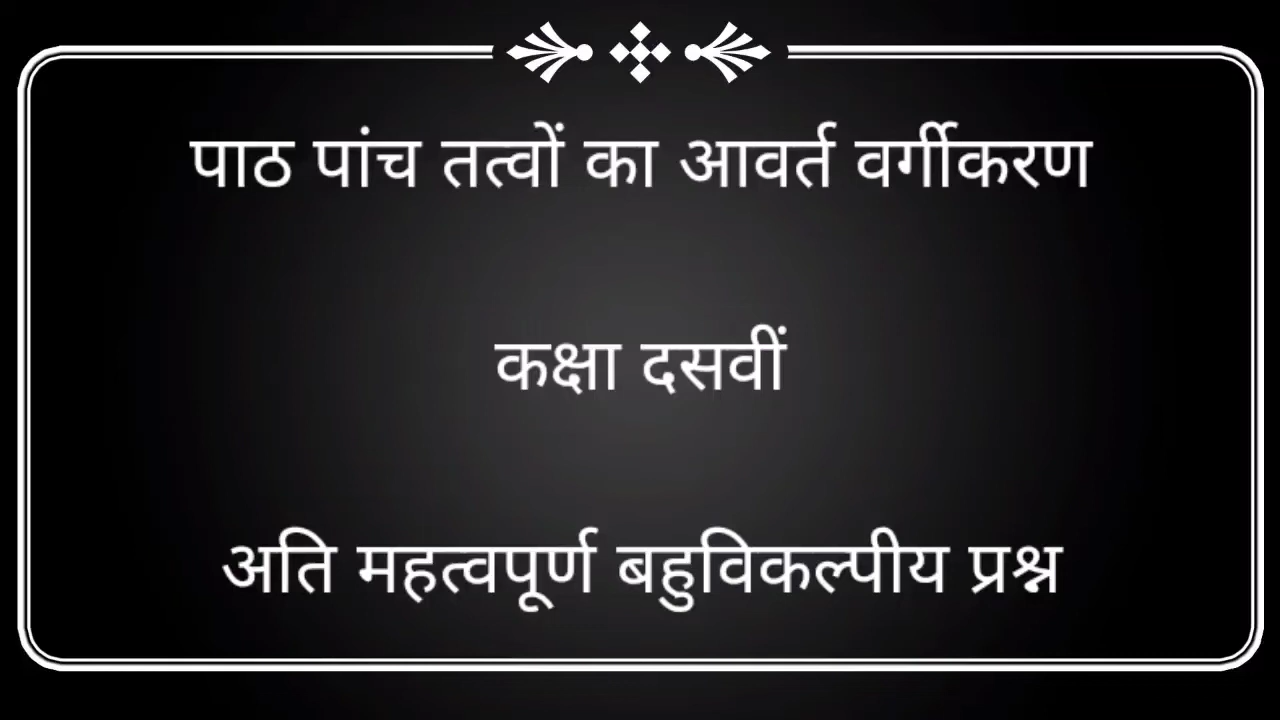 पाठ पांच तत्वों का आवर्त वर्गीकरण
कक्षा दसवीं
अति महत्वपूर्ण बहुविकल्पीय प्रश्न